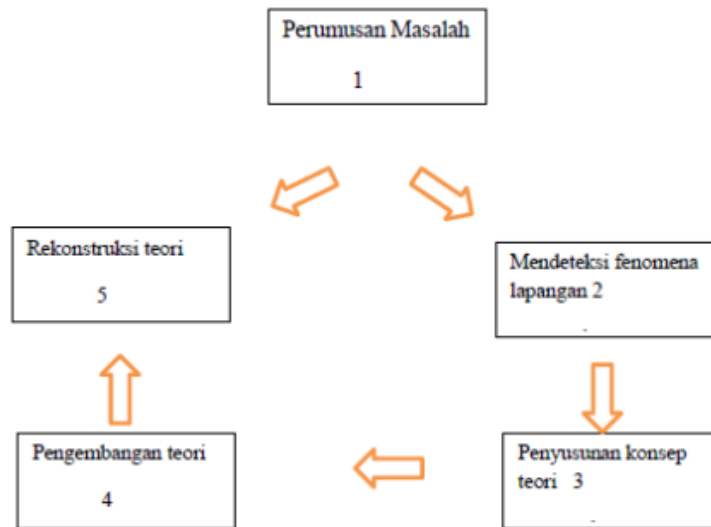 Perumusan Masalah
1
Rekonstruksi teori
5
Mendeteksi fenomena
lapangan 2
Pengembangan teori
4
Penyusunan konsep
teori 3